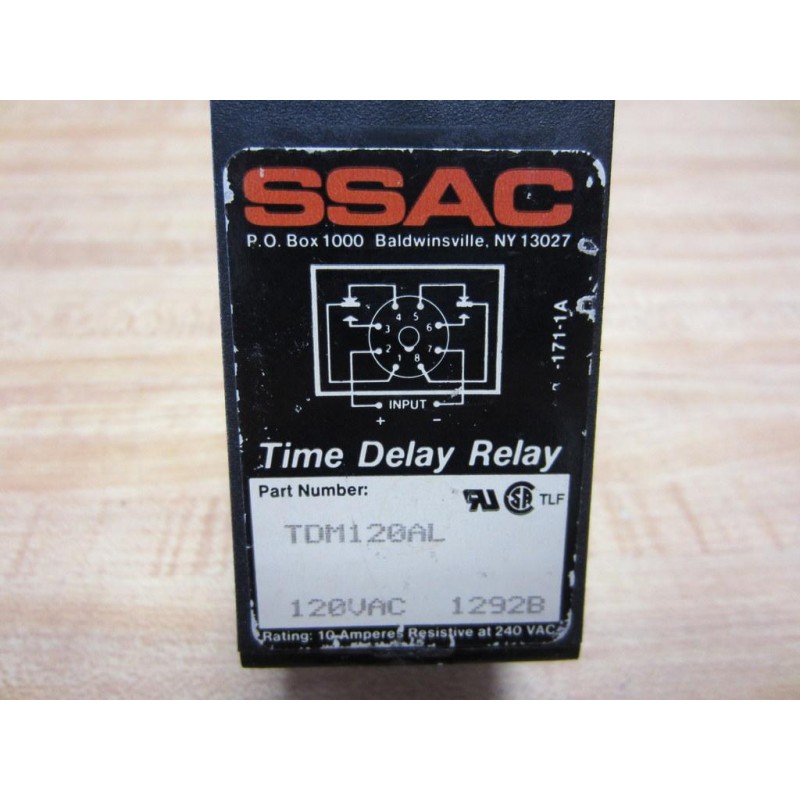 SSAC
P.O. Box 1000 Baldwinsville, NY 13027
4 5
3 6
2 7
1 8
-171-1A
INPUT
+ −
Time Delay Relay
Part Number:
TLF
TDM120AL
120VAC 1292B
Rating: 10 Amperes Resistive at 240 VAC